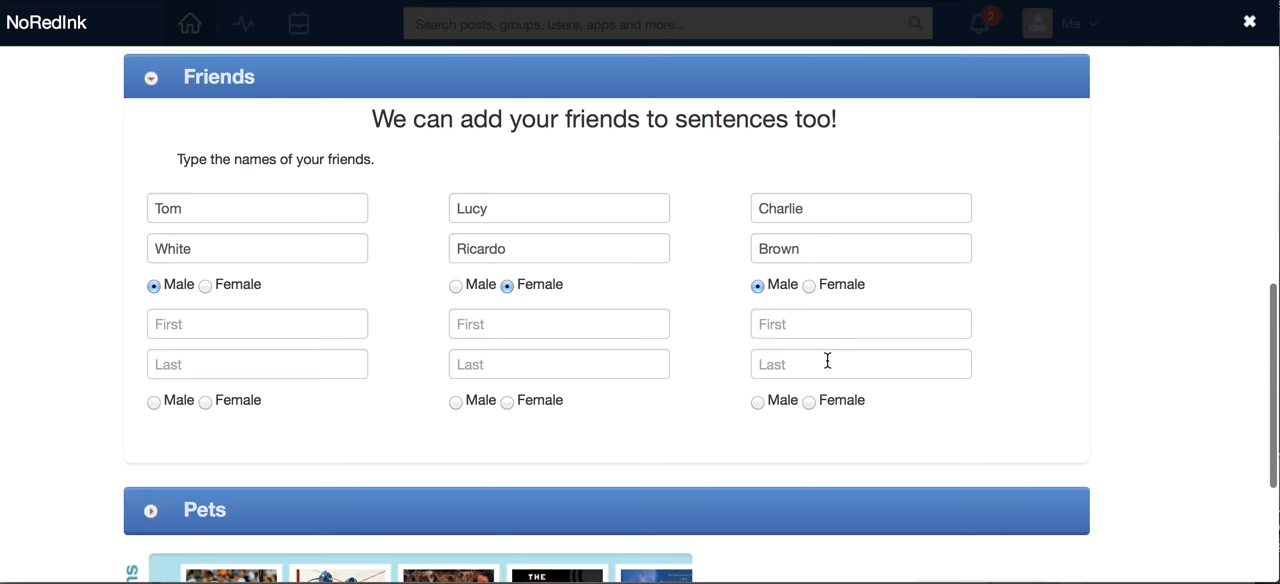 NoRedInk
Search posts, groups, users, apps and more...
2
Me
Friends
We can add your friends to sentences too!
Type the names of your friends.
Tom Lucy Charlie
White Ricardo Brown
Male Female Male Female Male Female
First First First
Last Last Last
Male Female Male Female Male Female
Pets
THE